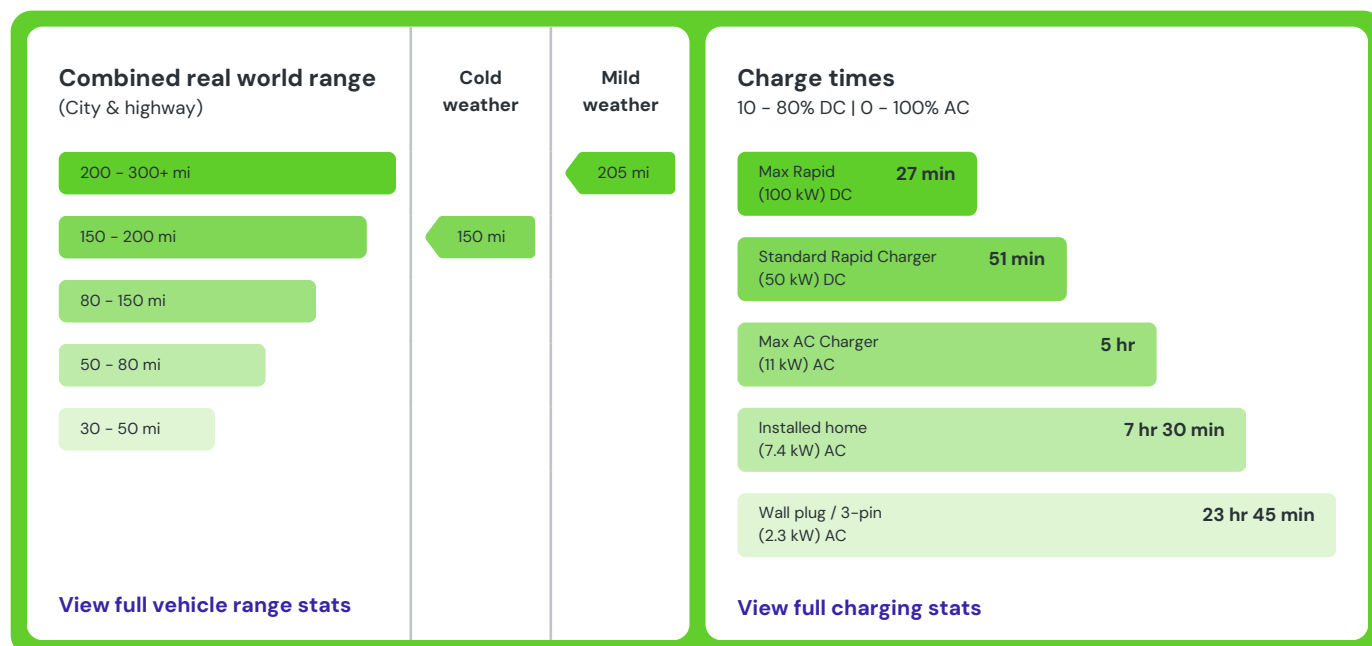 Combined real world range
(City & highway)
Cold
weather
Mild
weather
200 - 300+ mi
205 mi
150 - 200 mi
150 mi
80 - 150 mi
50 - 80 mi
30 - 50 mi
View full vehicle range stats
Charge times
10 - 80% DC | 0 - 100% AC
Max Rapid
(100 kW) DC
27 min
Standard Rapid Charger
(50 kW) DC
51 min
Max AC Charger
(11 kW) AC
5 hr
Installed home
(7.4 kW) AC
7 hr 30 min
Wall plug / 3-pin
(2.3 kW) AC
23 hr 45 min
View full charging stats